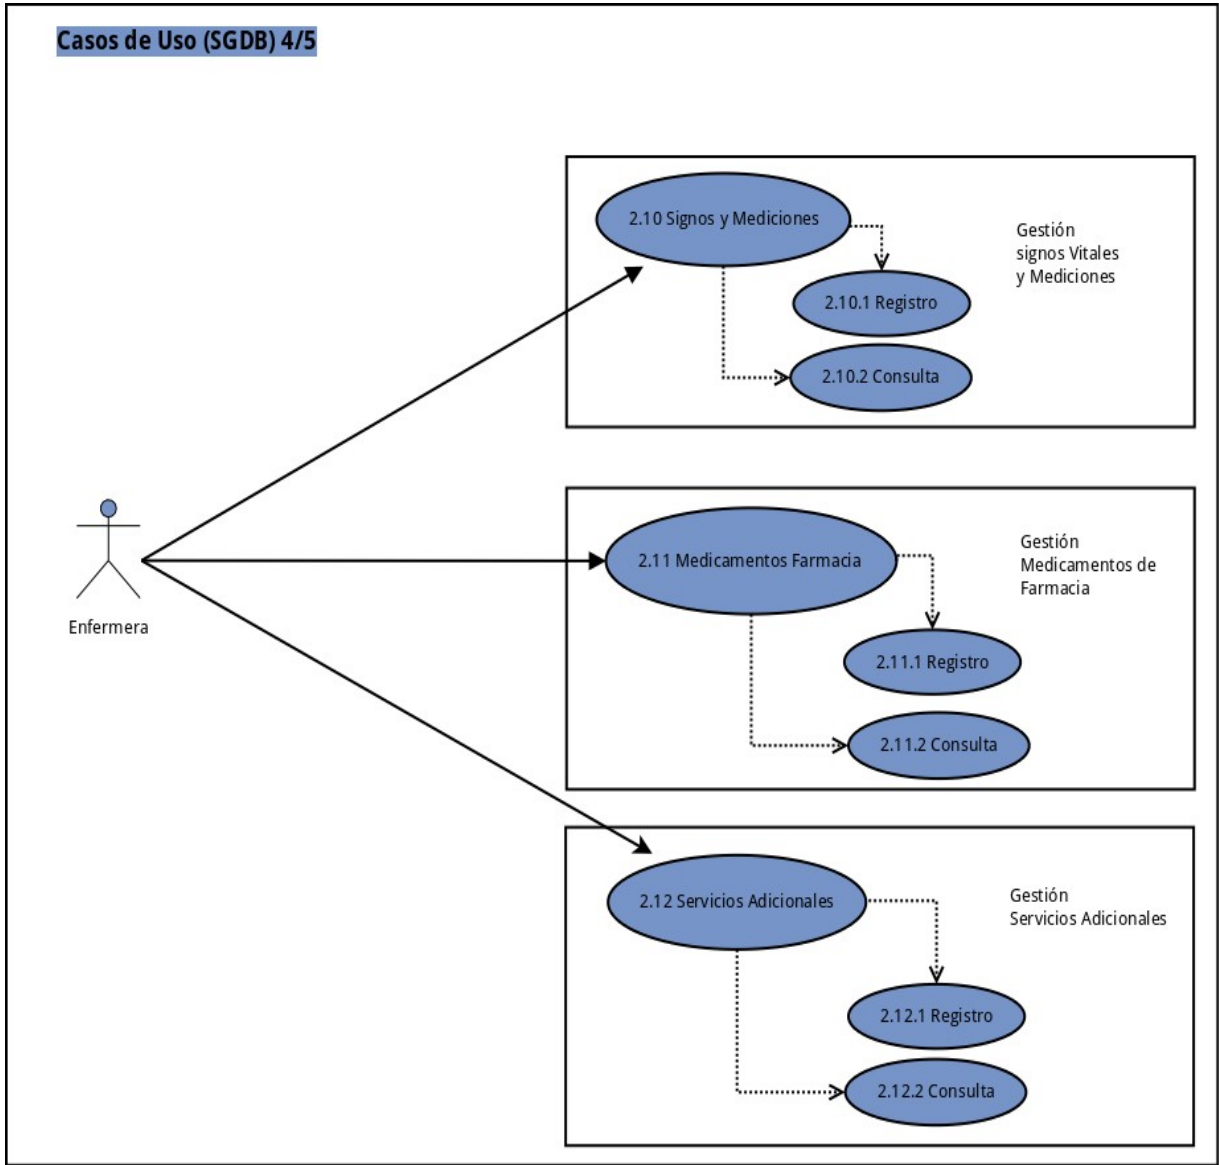 Casos de Uso (SGDB) 4/5
2.10 Signos y Mediciones
Gestión
signos Vitales
y Mediciones
2.10.1 Registro
2.10.2 Consulta
Enfermera
2.11 Medicamentos Farmacia
Gestión
Medicamentos de
Farmacia
2.11.1 Registro
2.11.2 Consulta
2.12 Servicios Adicionales
Gestión
Servicios Adicionales
2.12.1 Registro
2.12.2 Consulta